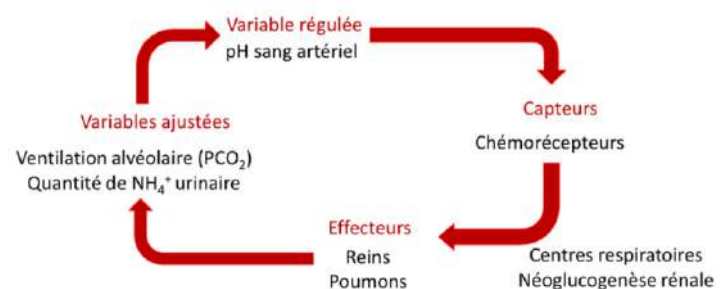 Variable régulée
pH sang artériel
Capteurs
Chémorécepteurs
Variables ajustées
Ventilation alvéolaire (PCO₂)
Quantité de NH₄⁺ urinaire
Effecteurs
Reins
Poumons
Centres respiratoires
Néoglucogenèse rénale